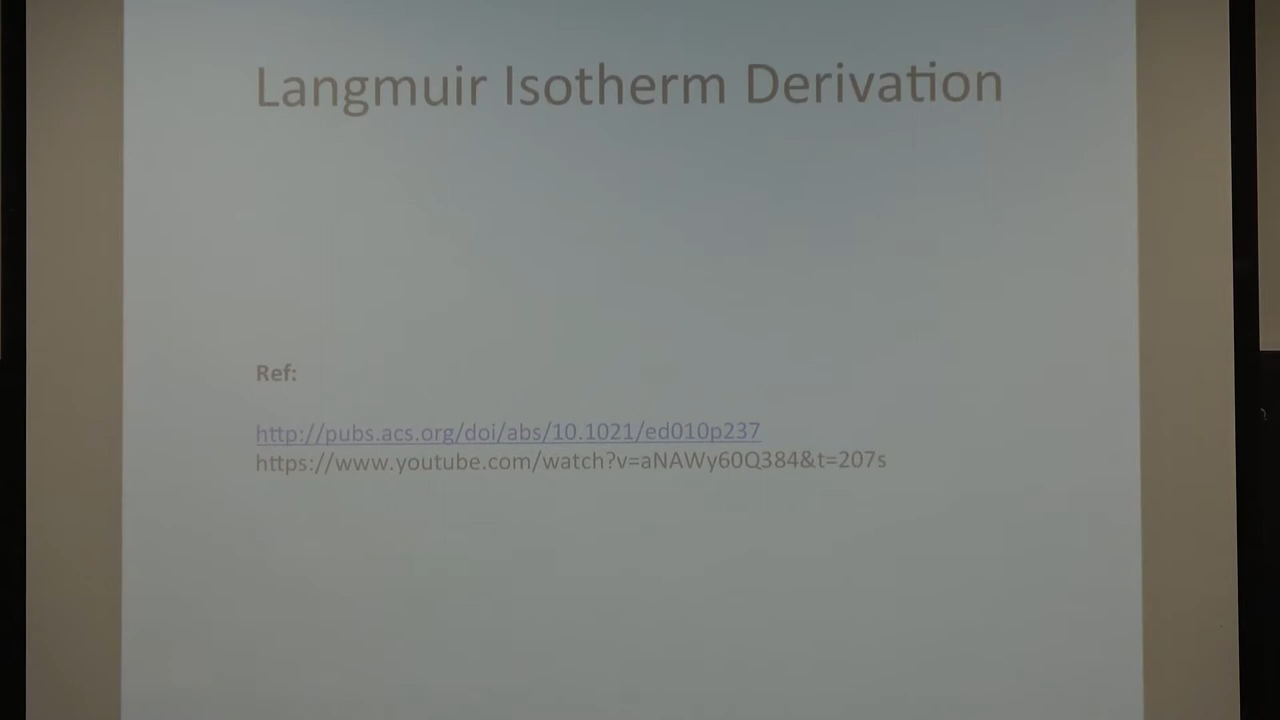 Langmuir Isotherm Derivation
Ref:
http://pubs.acs.org/doi/abs/10.1021/ed010p237
https://www.youtube.com/watch?v=aNAWy60Q384&t=207s